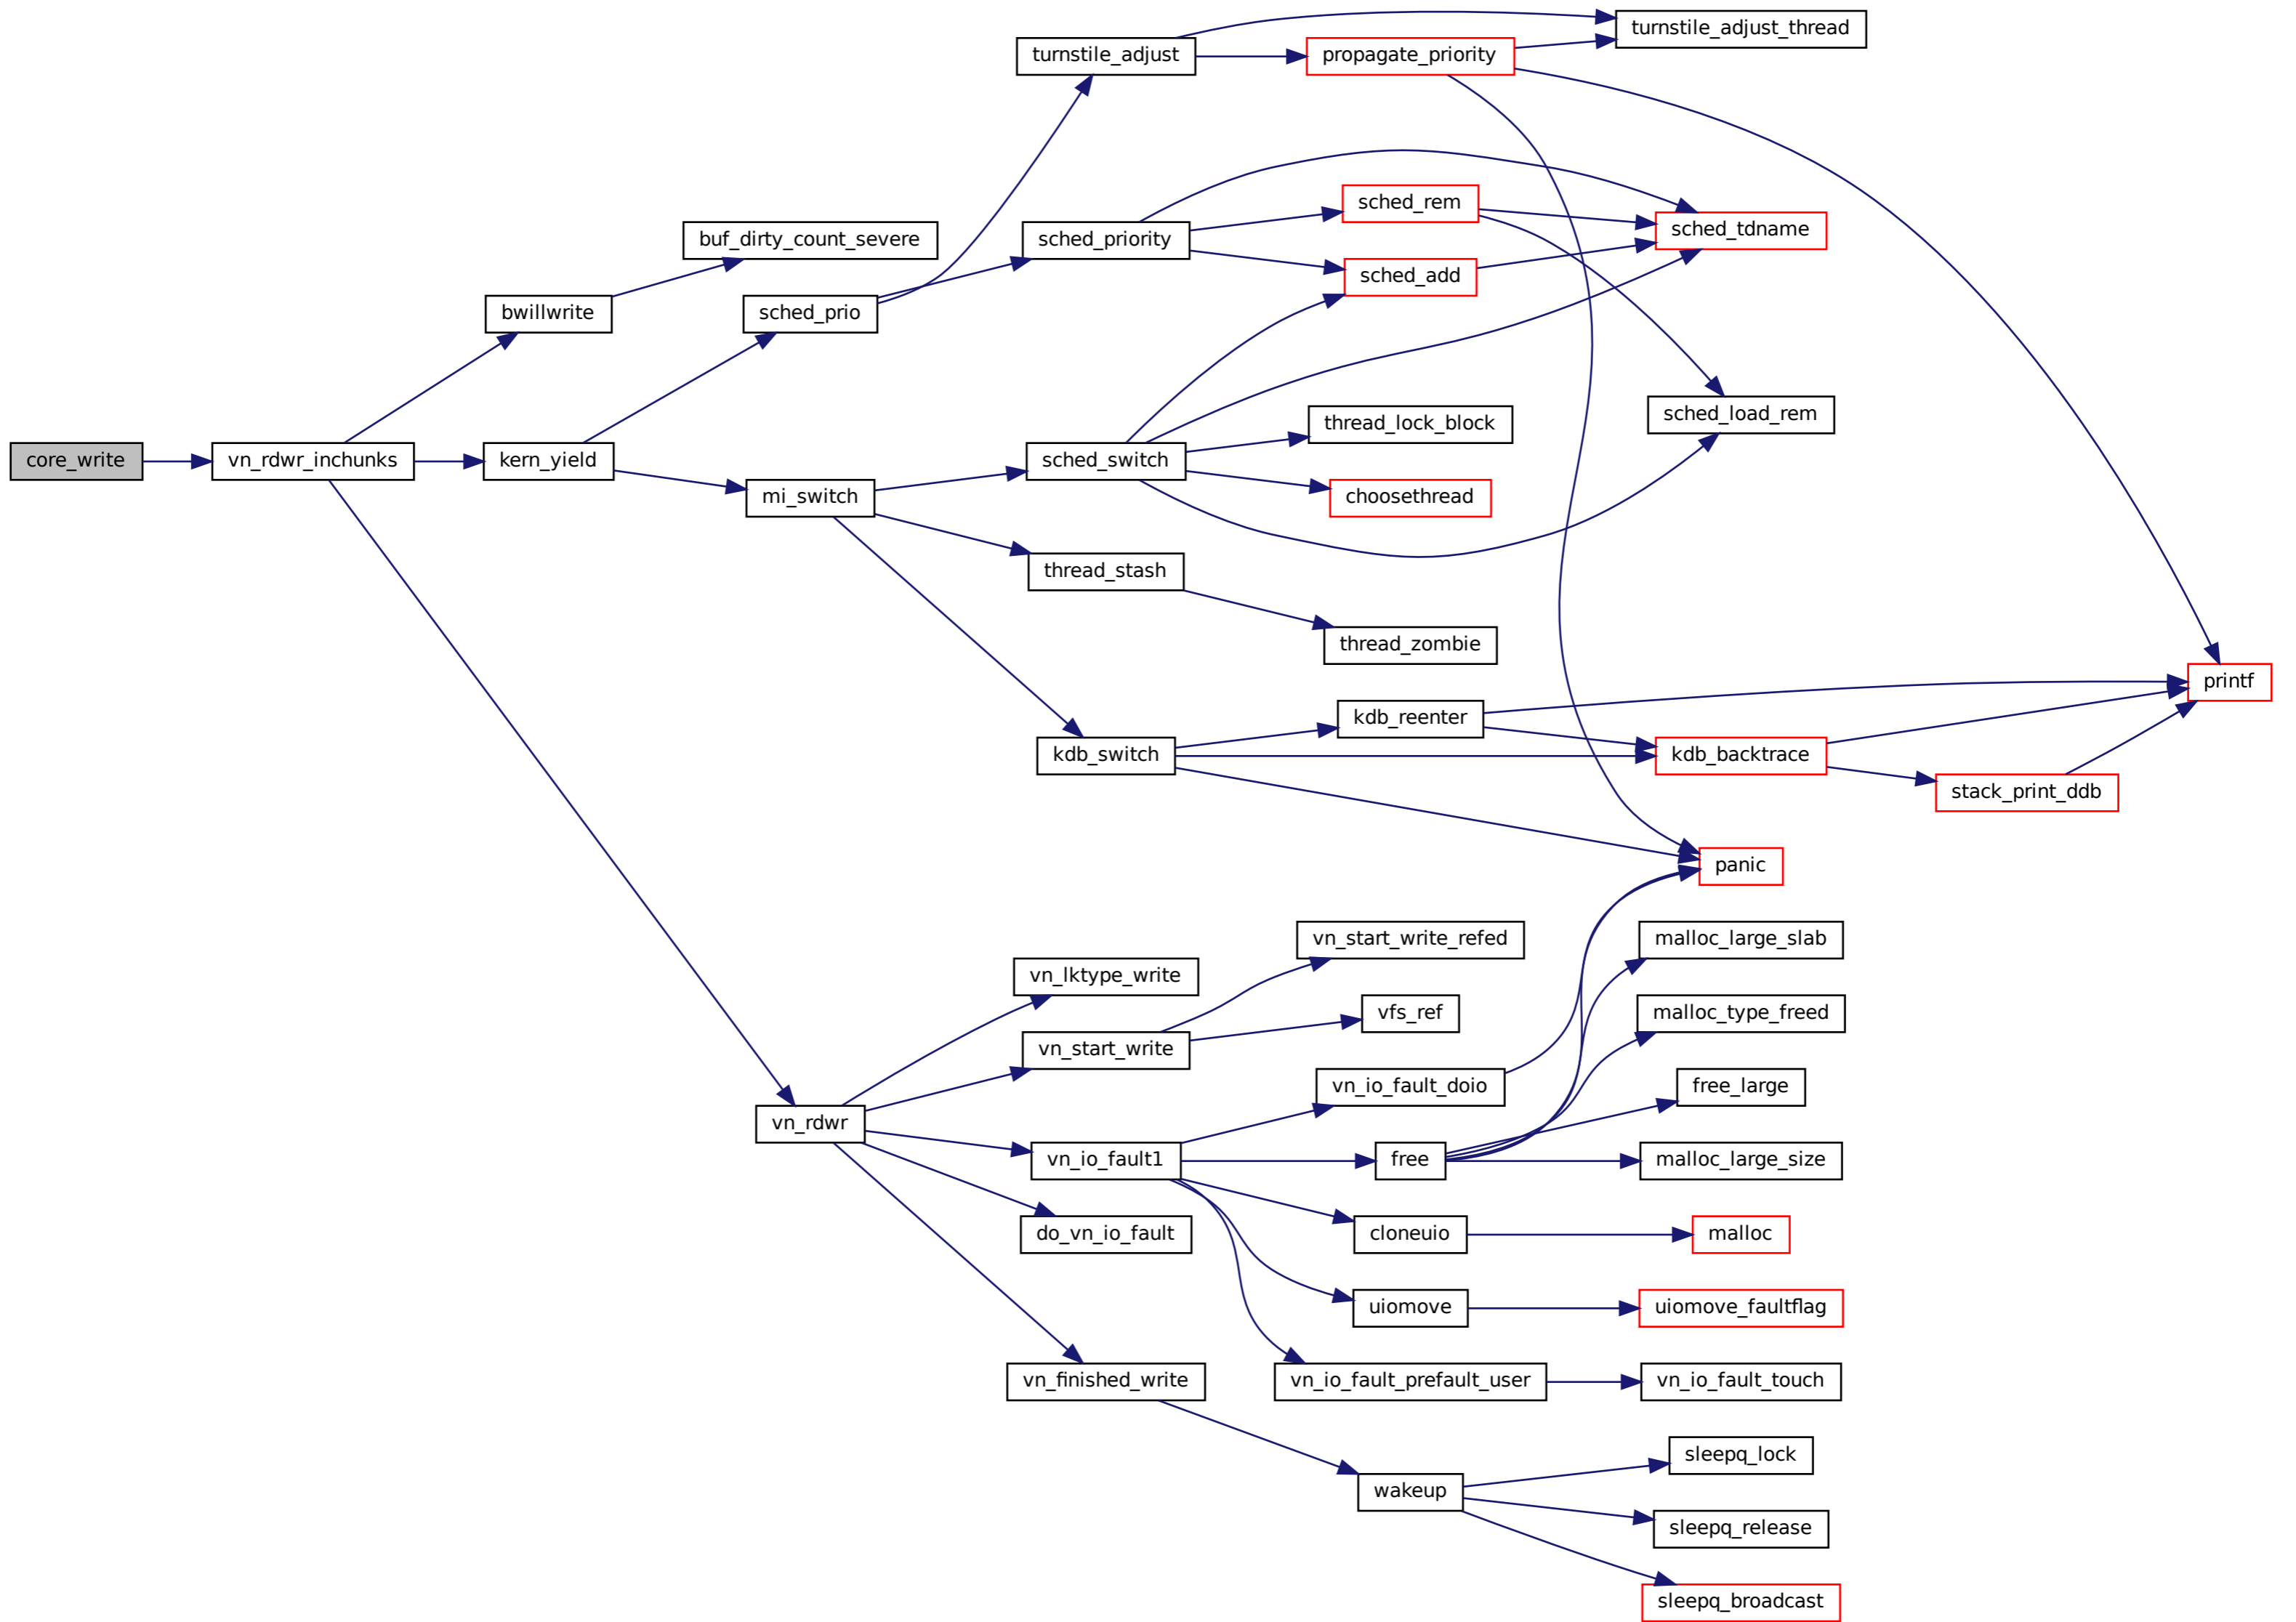 turnstile_adjust_thread
turnstile_adjust
propagate_priority
sched_rem
sched_tdname
buf_dirty_count_severe
sched_priority
sched_add
bwillwrite
sched_prio
thread_lock_block
sched_load_rem
core_write
vn_rdwr_inchunks
kern_yield
sched_switch
mi_switch
choosethread
thread_stash
thread_zombie
printf
kdb_reenter
kdb_switch
kdb_backtrace
stack_print_ddb
panic
vn_start_write_refed
malloc_large_slab
vn_lktype_write
vfs_ref
malloc_type_freed
vn_start_write
vn_io_fault_doio
free_large
vn_rdwr
vn_io_fault1
free
malloc_large_size
do_vn_io_fault
cloneuio
malloc
uiomove
uiomove_faultflag
vn_finished_write
vn_io_fault_prefault_user
vn_io_fault_touch
sleepq_lock
wakeup
sleepq_release
sleepq_broadcast